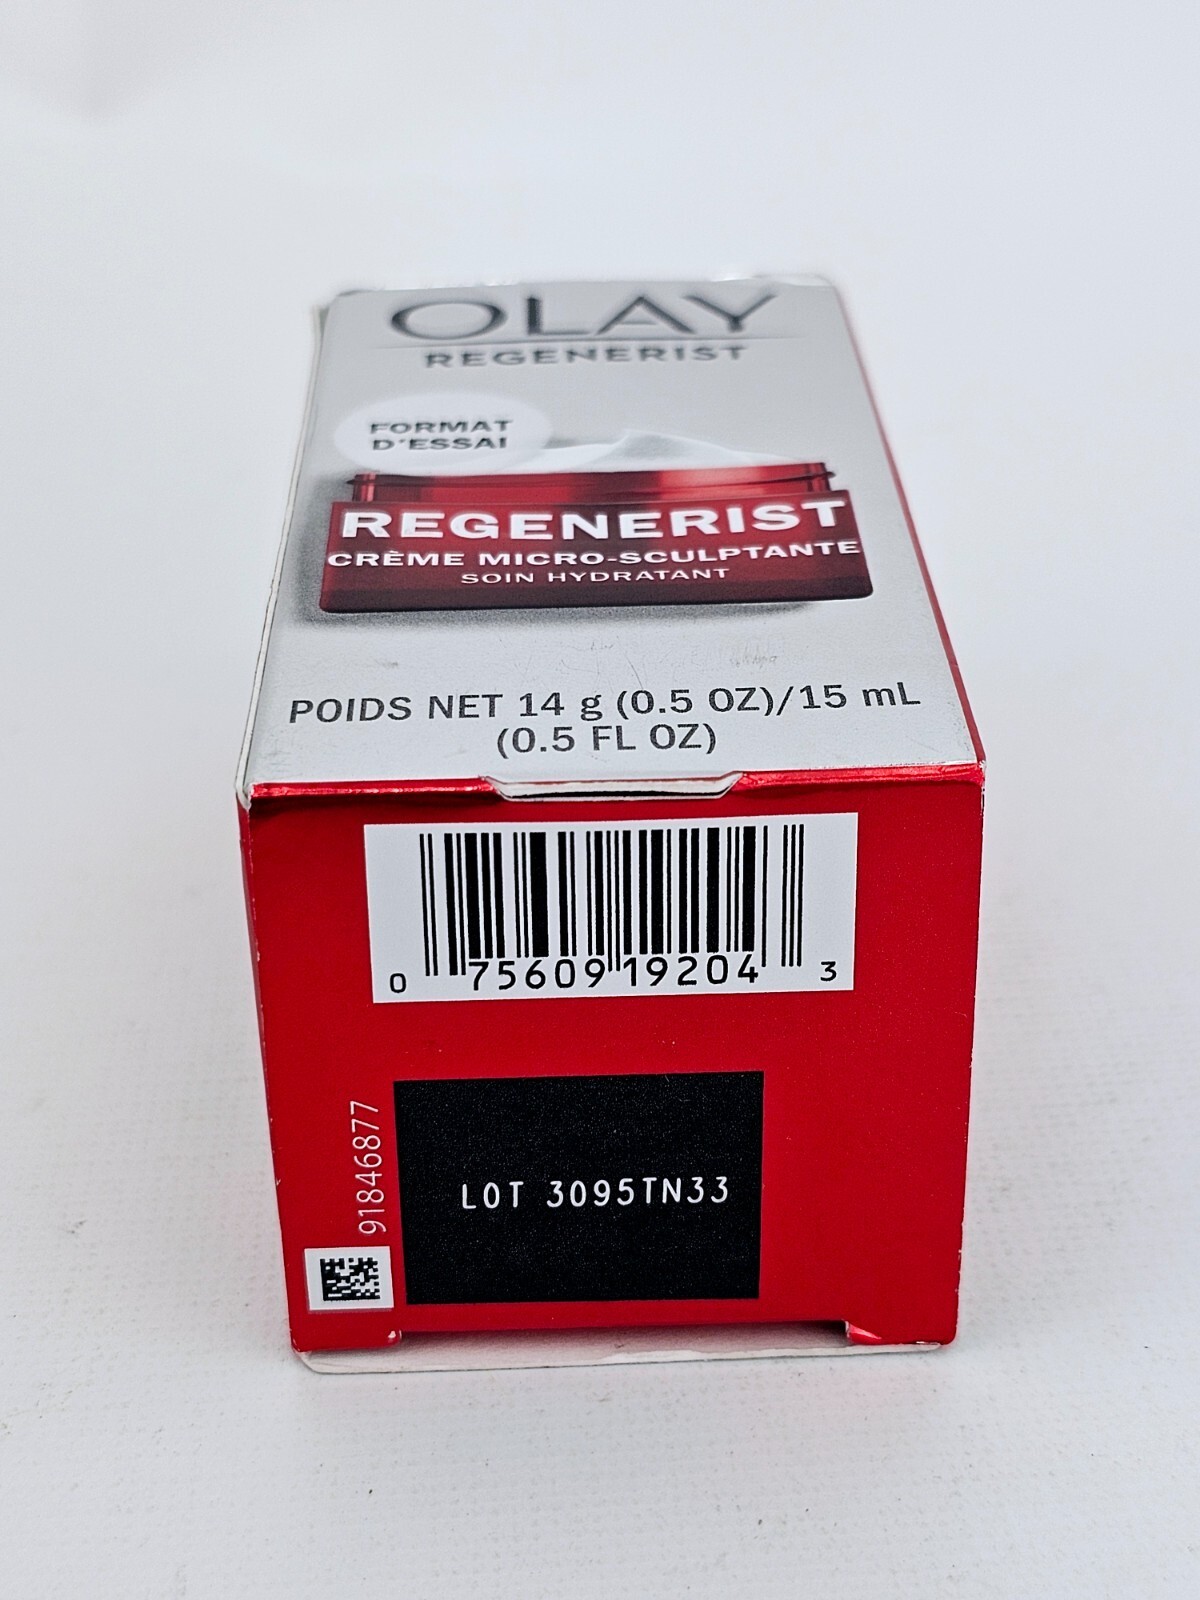 OLAY
REGENERIST
FORMAT
D'ESSAI
REGENERIST
CRÈME MICRO-SCULPTANTE
SOIN HYDRATANT
POIDS NET 14 g (0.5 OZ)/15 mL
(0.5 FL OZ)
0 75609 19204 3
91846877
LOT 3095TN33